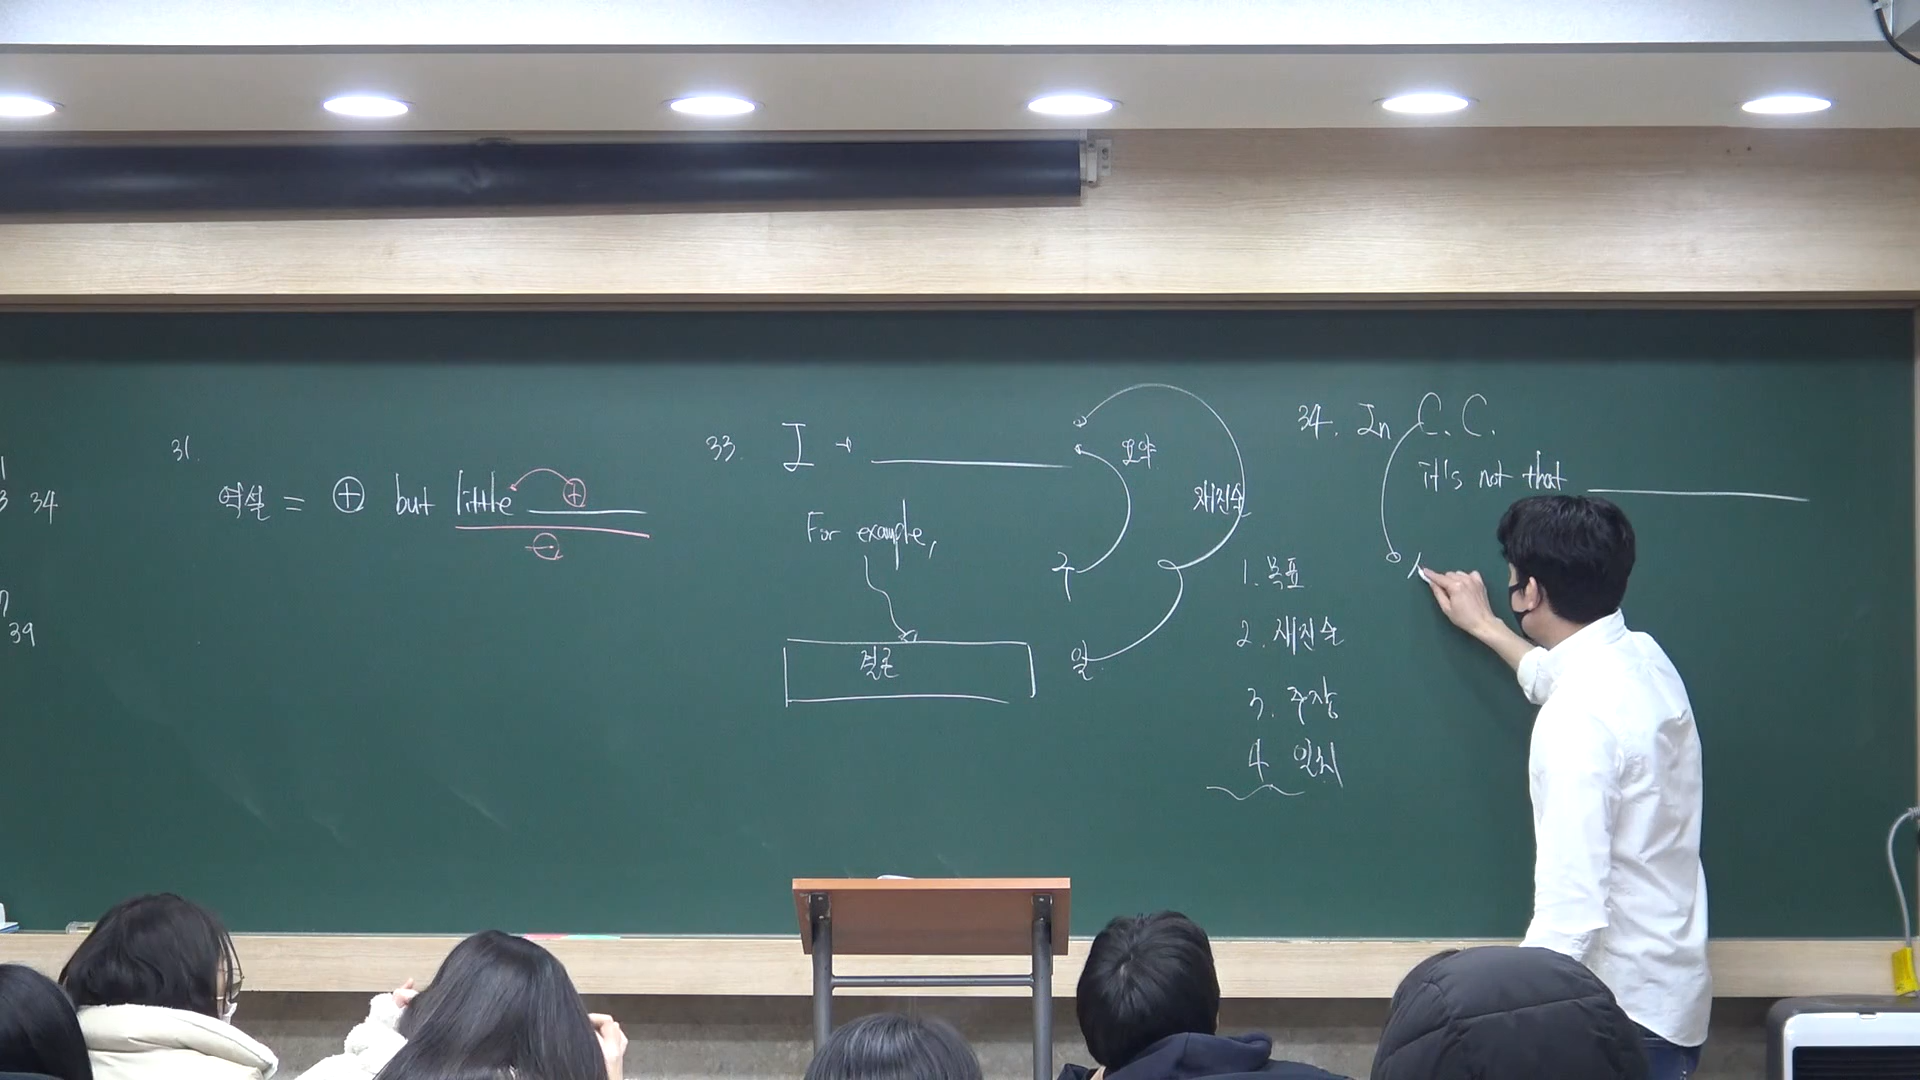 34
39
31.
역설 = ⊕ but little ⊕
⊖
33. I →
요약
For example,
재진술
주
결론
일
1. 목표
2. 재진술
3. 주장
4 일치
34. In C. C.
it's not that